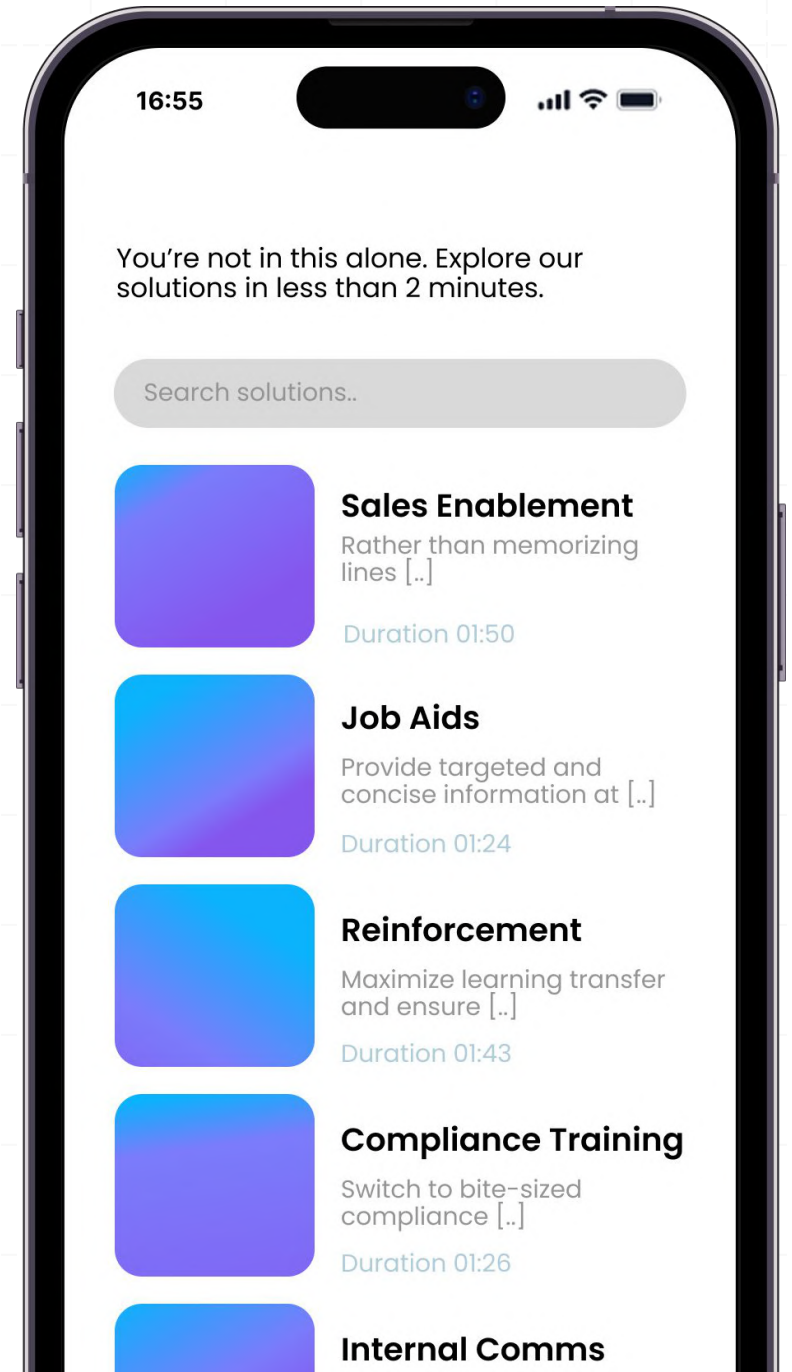 16:55
You’re not in this alone. Explore our
solutions in less than 2 minutes.
Search solutions..
Sales Enablement
Rather than memorizing
lines [..]
Duration 01:50
Job Aids
Provide targeted and
concise information at [..]
Duration 01:24
Reinforcement
Maximize learning transfer
and ensure [..]
Duration 01:43
Compliance Training
Switch to bite-sized
compliance [..]
Duration 01:26
Internal Comms